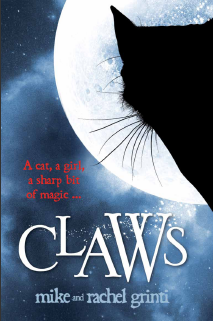 A cat, a girl,
a sharp bit
of magic ...
CLAWS
mike and rachel grinti